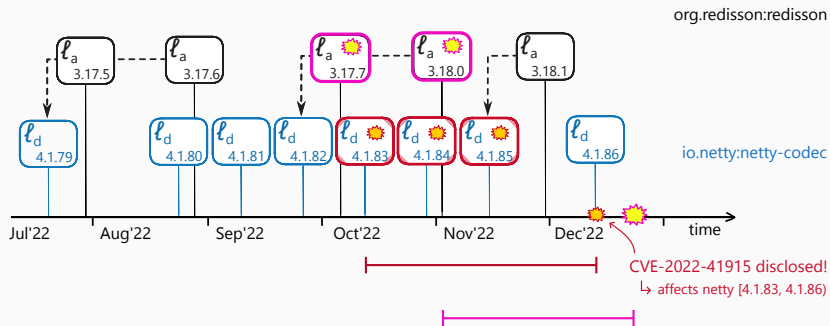 org.redisson:redisson
ℓa 3.17.5
ℓa 3.17.6
ℓa 3.17.7
ℓa 3.18.0
ℓa 3.18.1
ℓd 4.1.79
ℓd 4.1.80
ℓd 4.1.81
ℓd 4.1.82
ℓd 4.1.83
ℓd 4.1.84
ℓd 4.1.85
ℓd 4.1.86
io.netty:netty-codec
Jul'22 Aug'22 Sep'22 Oct'22 Nov'22 Dec'22 time
CVE-2022-41915 disclosed!
↳ affects netty [4.1.83, 4.1.86)